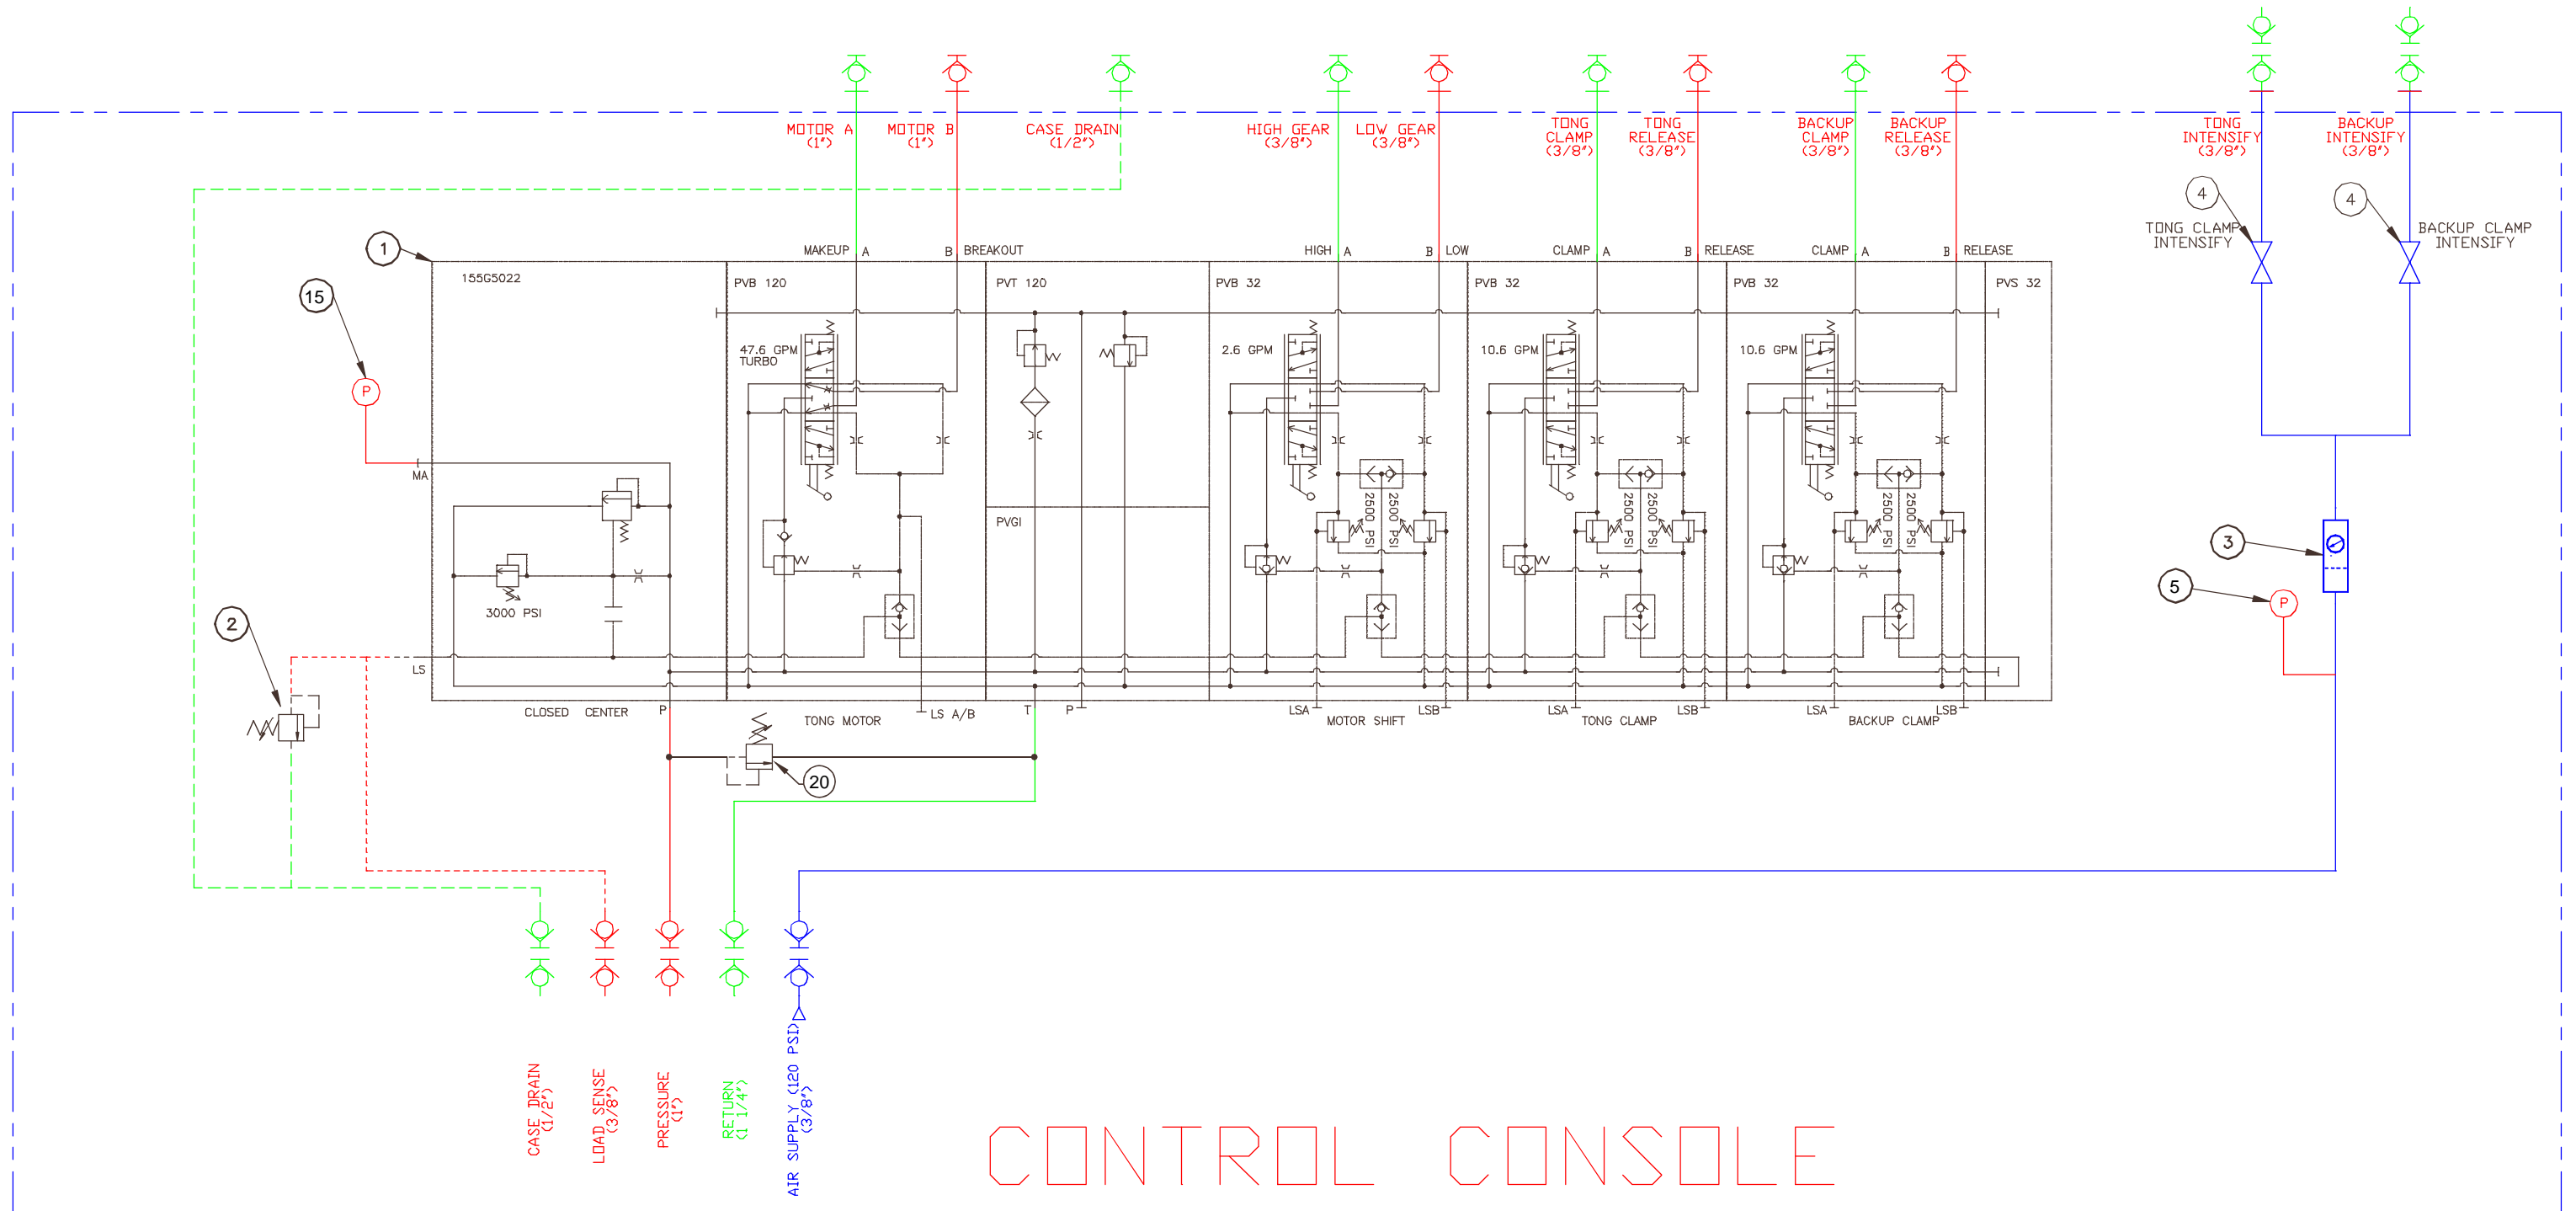 MOTOR A
(1")
MOTOR B
(1")
CASE DRAIN
(1/2")
HIGH GEAR
(3/8")
LOW GEAR
(3/8")
TONG
CLAMP
(3/8")
TONG
RELEASE
(3/8")
BACKUP
CLAMP
(3/8")
BACKUP
RELEASE
(3/8")
TONG
INTENSIFY
(3/8")
BACKUP
INTENSIFY
(3/8")
4
4
TONG CLAMP
INTENSIFY
BACKUP CLAMP
INTENSIFY
1
MAKEUP A
B BREAKOUT
HIGH A
B LOW
CLAMP A
B RELEASE
CLAMP A
B RELEASE
155G5022
PVB 120
PVT 120
PVB 32
PVB 32
PVB 32
PVS 32
15
47.6 GPM
TURBO
2.6 GPM
10.6 GPM
10.6 GPM
P
MA
PVGI
2500 PSI
2500 PSI
2500 PSI
2500 PSI
2500 PSI
2500 PSI
3
5
P
3000 PSI
2
LS
CLOSED CENTER
P
TONG MOTOR
LS A/B
T
P
LSA
MOTOR SHIFT
LSB
LSA
TONG CLAMP
LSB
LSA
BACKUP CLAMP
LSB
20
CASE DRAIN
(1/2")
LOAD SENSE
(3/8")
PRESSURE
(1")
RETURN
(1 1/4")
AIR SUPPLY (120 PSI)
(3/8")
CONTROL CONSOLE